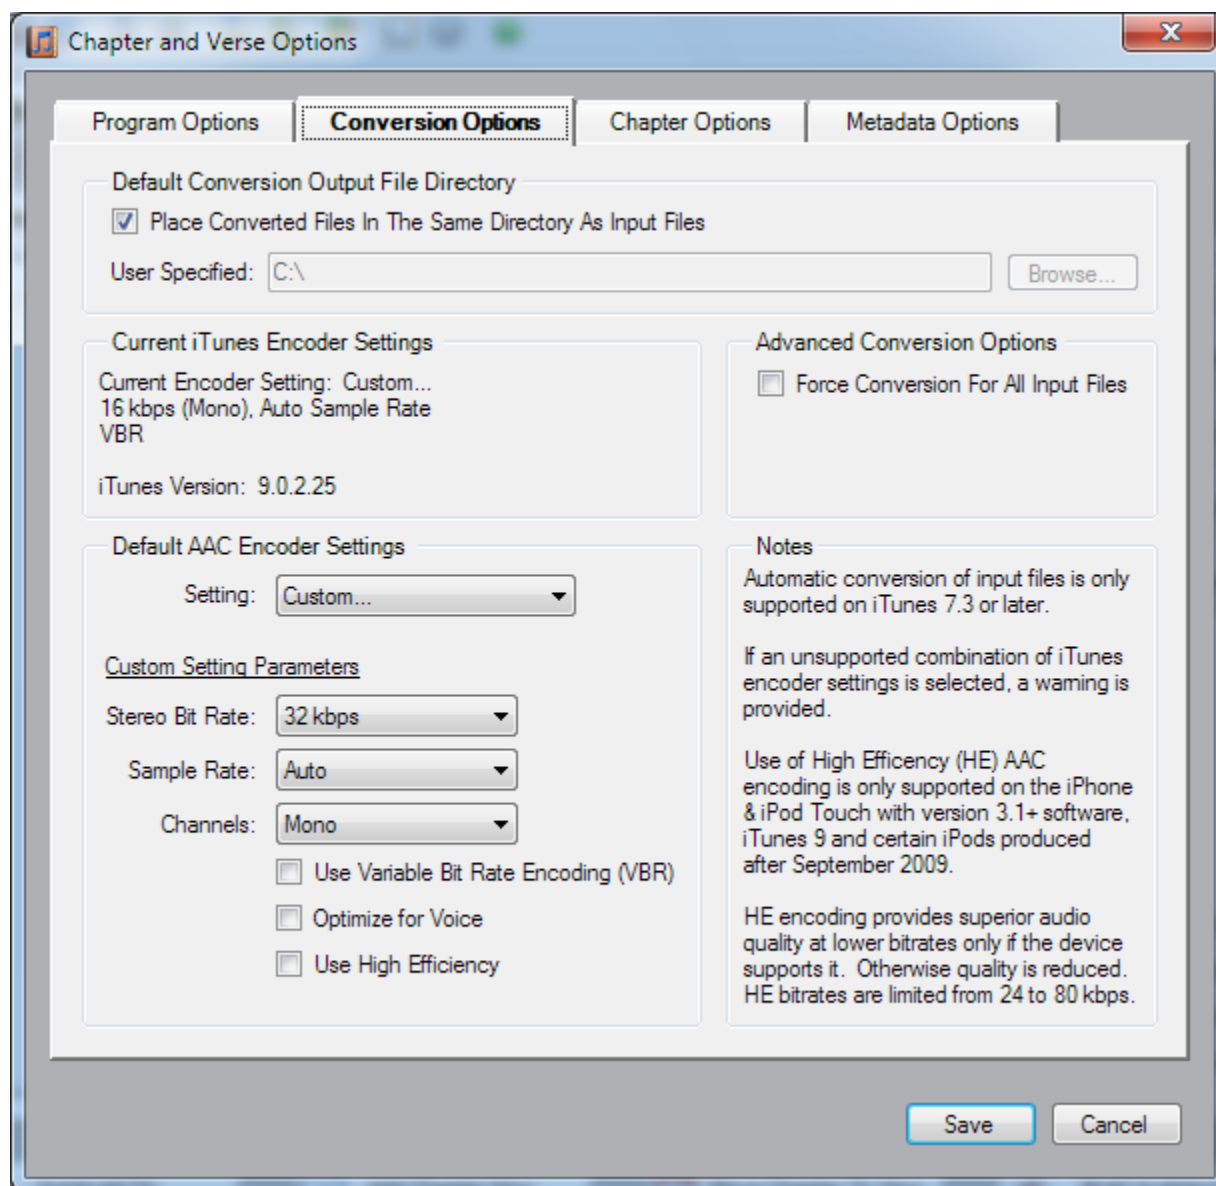 Chapter and Verse Options
Program Options
Conversion Options
Chapter Options
Metadata Options
Default Conversion Output File Directory
Place Converted Files In The Same Directory As Input Files
User Specified: C:\ Browse...
Current iTunes Encoder Settings
Current Encoder Setting: Custom...
16 kbps (Mono), Auto Sample Rate
VBR
iTunes Version: 9.0.2.25
Advanced Conversion Options
Force Conversion For All Input Files
Default AAC Encoder Settings
Setting: Custom...
Custom Setting Parameters
Stereo Bit Rate: 32 kbps
Sample Rate: Auto
Channels: Mono
Use Variable Bit Rate Encoding (VBR)
Optimize for Voice
Use High Efficiency
Notes
Automatic conversion of input files is only
supported on iTunes 7.3 or later.
If an unsupported combination of iTunes
encoder settings is selected, a warning is
provided.
Use of High Efficency (HE) AAC
encoding is only supported on the iPhone
& iPod Touch with version 3.1+ software,
iTunes 9 and certain iPods produced
after September 2009.
HE encoding provides superior audio
quality at lower bitrates only if the device
supports it. Otherwise quality is reduced.
HE bitrates are limited from 24 to 80 kbps.
Save
Cancel